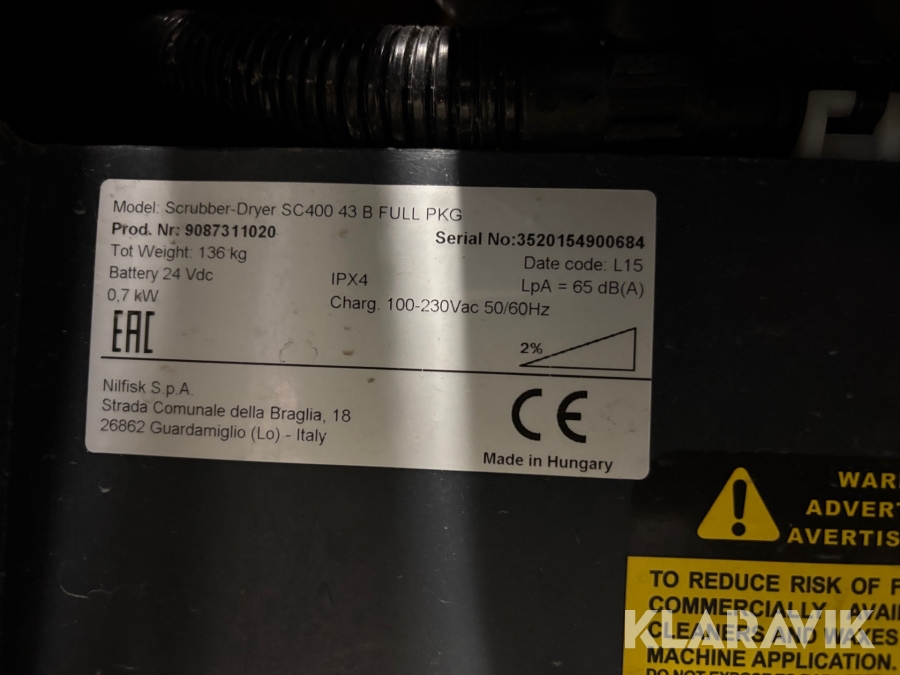 Model: Scrubber-Dryer SC400 43 B FULL PKG
Prod. Nr: 9087311020
Serial No:3520154900684
Tot Weight: 136 kg
Date code: L15
Battery 24 Vdc
IPX4
LpA = 65 dB(A)
0,7 kW
Charg. 100-230Vac 50/60Hz
EAC
2%
Nilfisk S.p.A.
Strada Comunale della Braglia, 18
26862 Guardamiglio (Lo) - Italy
CE
Made in Hungary
WAR
ADVERT
AVERTIS
TO REDUCE RISK OF F
COMMERCIALLY AVAI
CLEANERS AND WAXES
MACHINE APPLICATION.
KLARAVIK